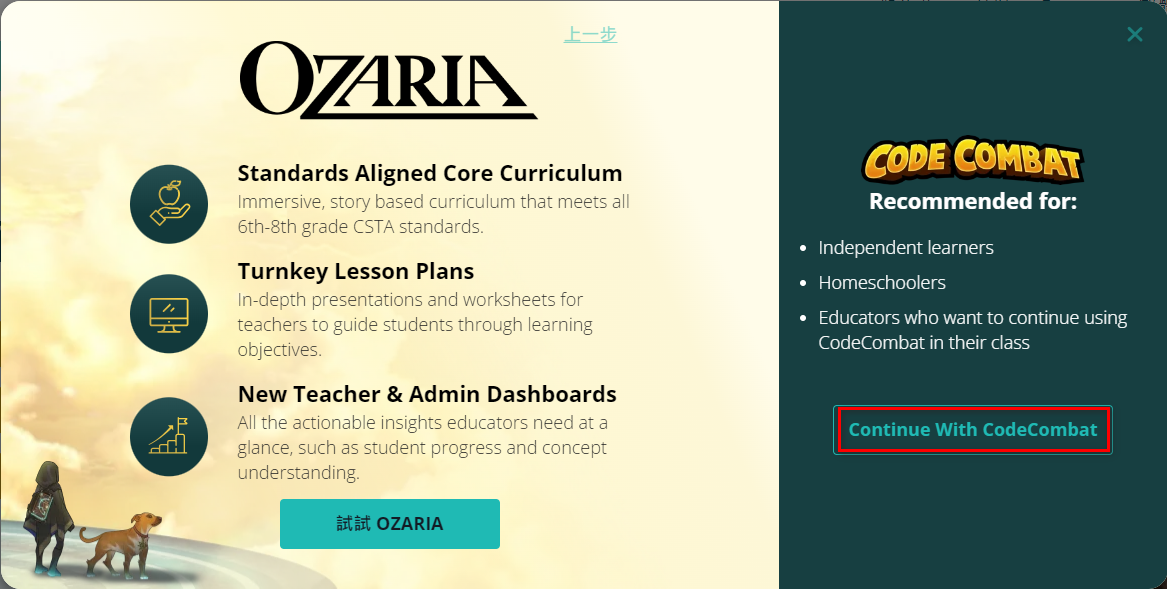 上一步
OZARIA
Standards Aligned Core Curriculum
Immersive, story based curriculum that meets all
6th-8th grade CSTA standards.
Turnkey Lesson Plans
In-depth presentations and worksheets for
teachers to guide students through learning
objectives.
New Teacher & Admin Dashboards
All the actionable insights educators need at a
glance, such as student progress and concept
understanding.
試試 OZARIA
CODE COMBAT
Recommended for:
• Independent learners
• Homeschoolers
• Educators who want to continue using
CodeCombat in their class
Continue With CodeCombat